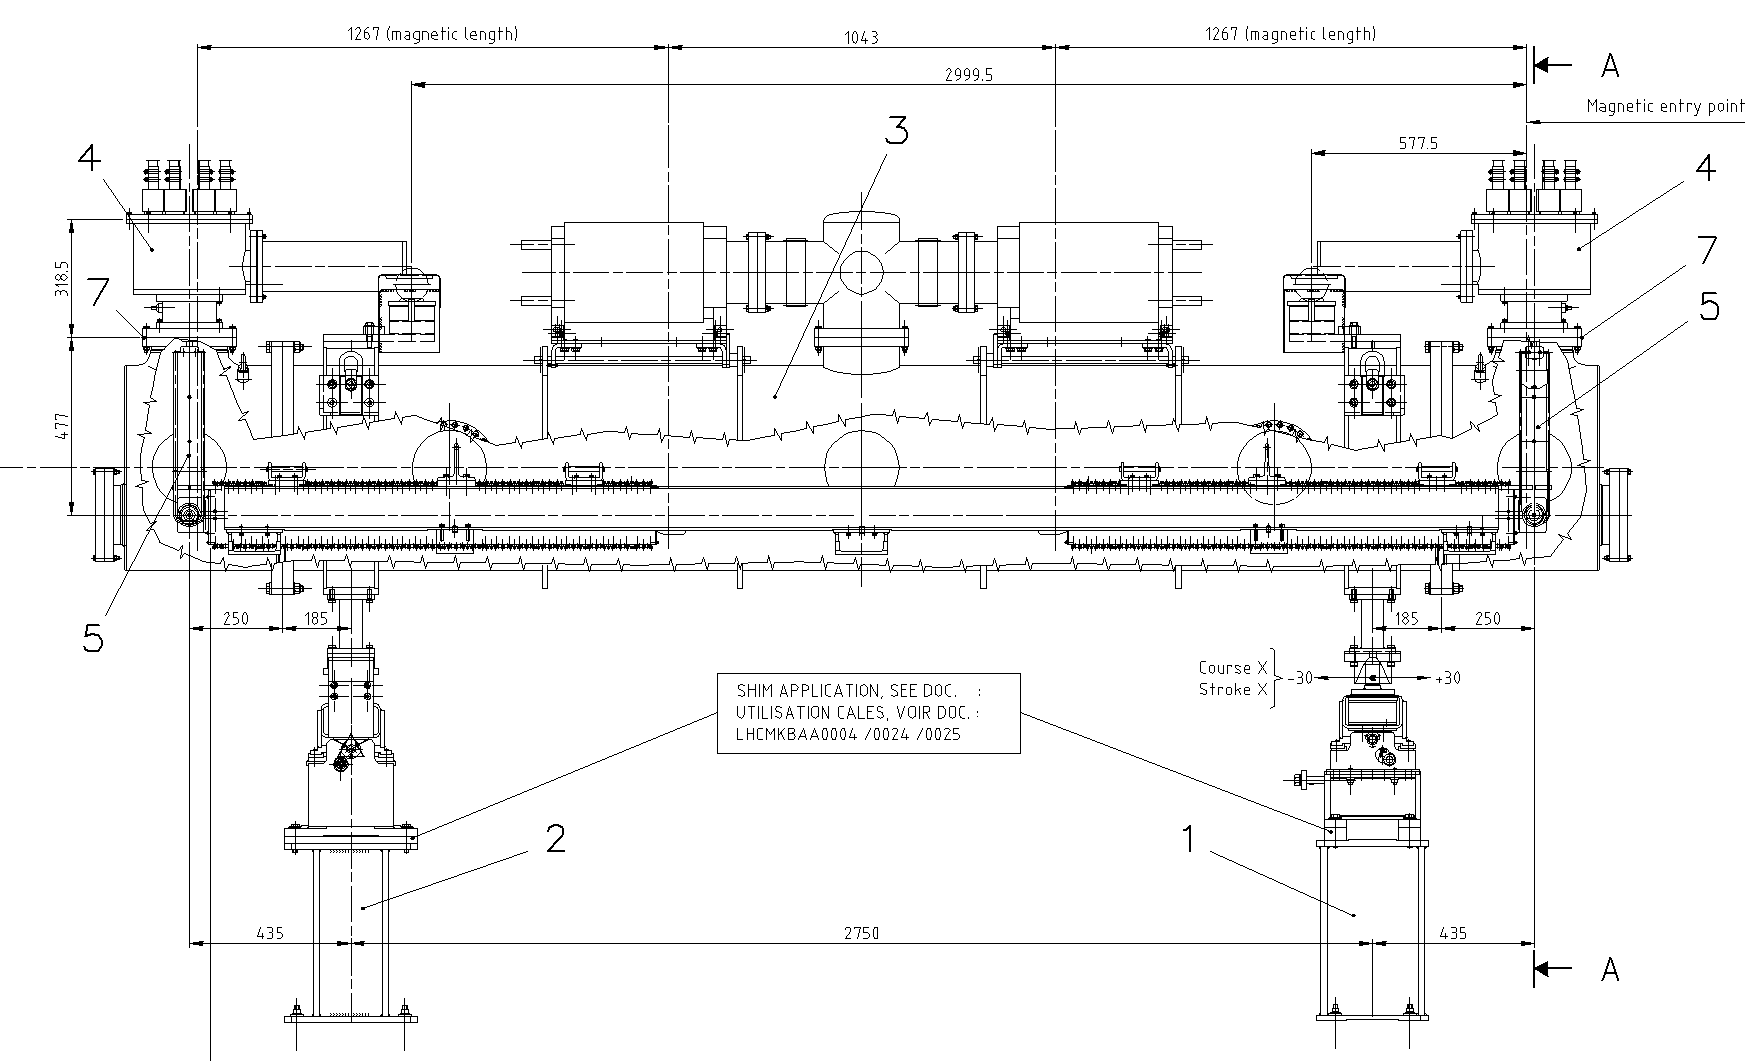 1267 (magnetic length)
1043
1267 (magnetic length)
2999.5
A
Magnetic entry point
3
577.5
4
4
318.5
7
7
5
477
250
185
5
185
250
Course X
Stroke X
-30
+30
SHIM APPLICATION, SEE DOC. :
UTILISATION CALES, VOIR DOC. :
LHCMKBAA0004 /0024 /0025
2
1
435
2750
435
A